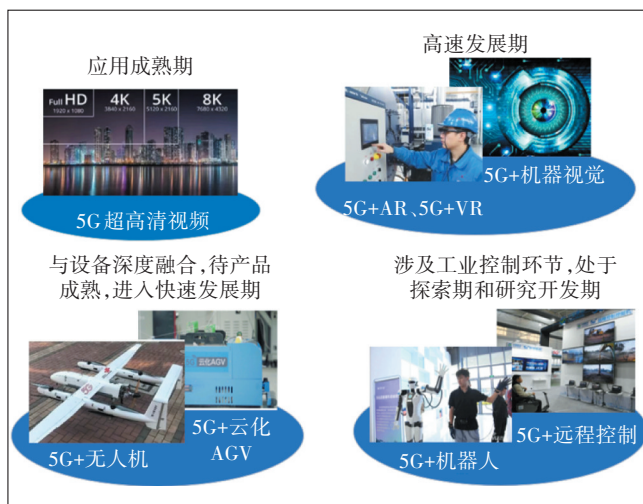 应用成熟期
Full HD
1920 x 1080
4K
3840 x 2160
5K
5120 x 2160
8K
7680 x 4320
5G超高清视频
高速发展期
5G+机器视觉
5G+AR、5G+VR
与设备深度融合,待产品
成熟,进入快速发展期
5G
云化AGV
5G+云化
AGV
5G+无人机
涉及工业控制环节,处于
探索期和研究开发期
5G+远程控制
5G+机器人